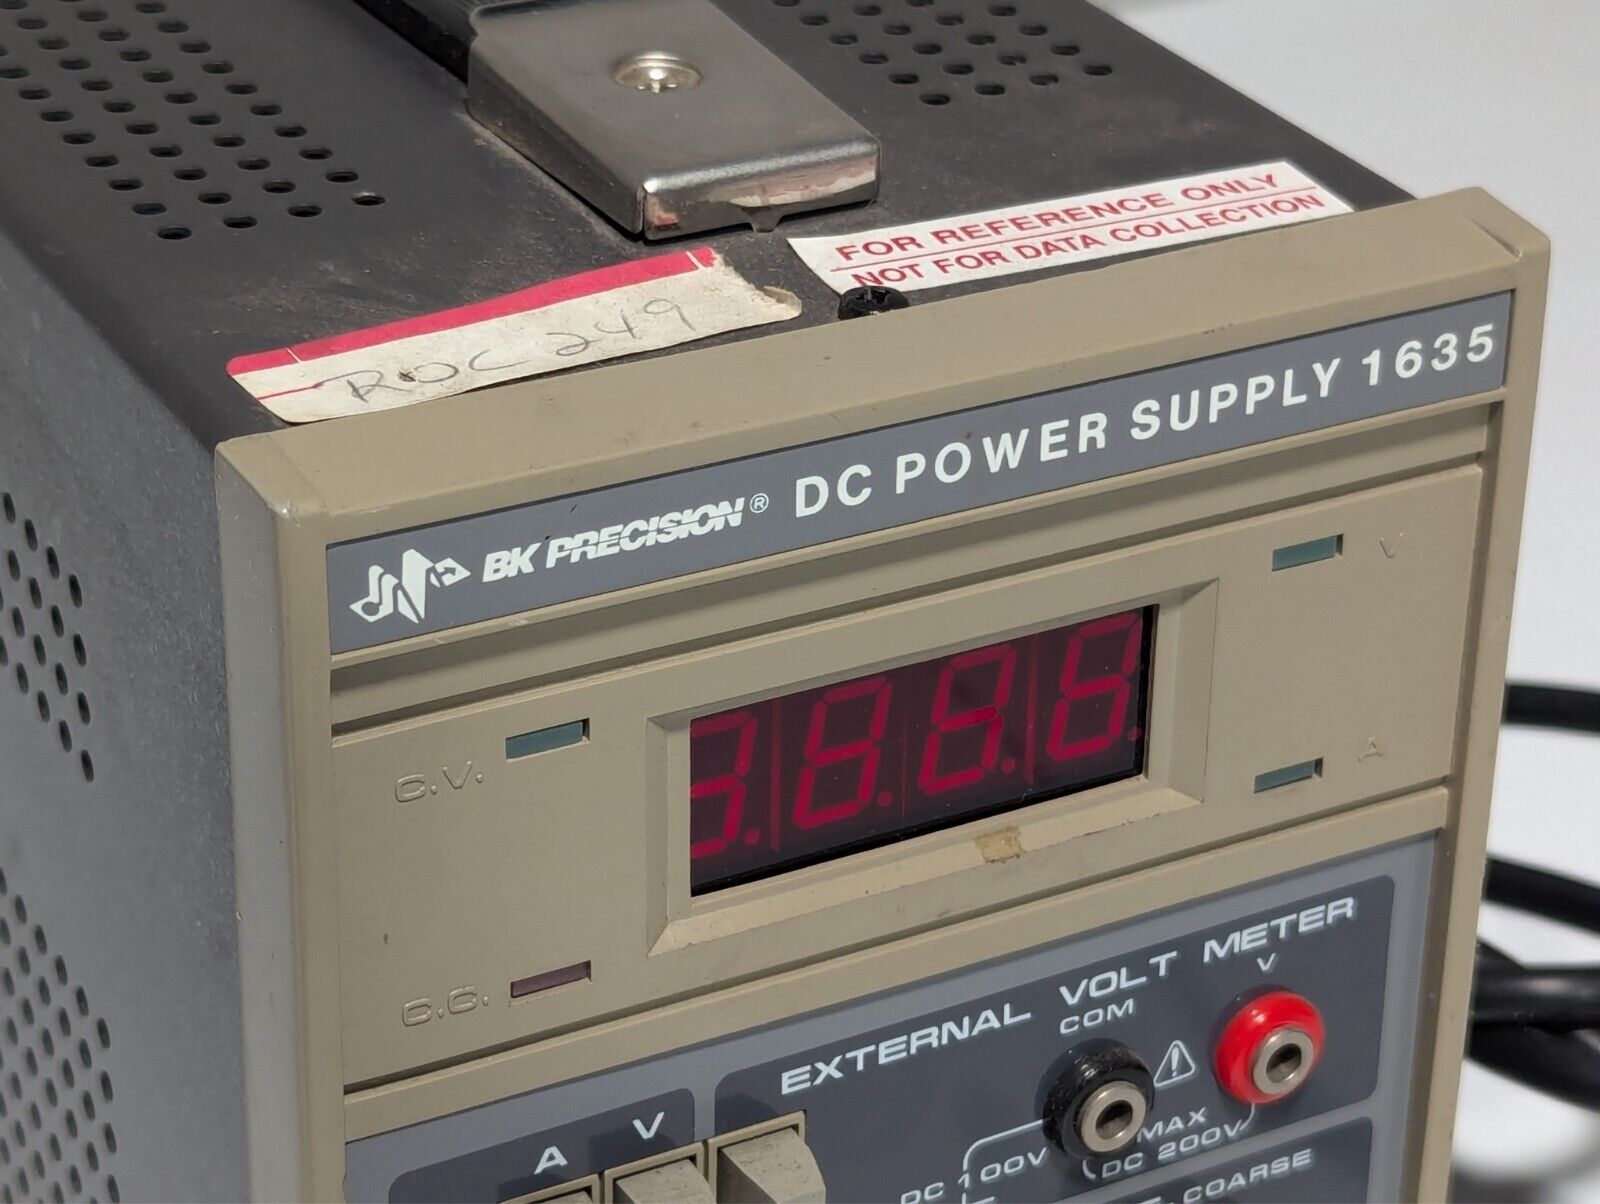 FOR REFERENCE ONLY
NOT FOR DATA COLLECTION
ROC 249
BK PRECISION® DC POWER SUPPLY 1635
V
C.V.
A
C.C.
EXTERNAL VOLT METER
COM
V
A
V
MAX
DC 100V
DC 200V
COARSE